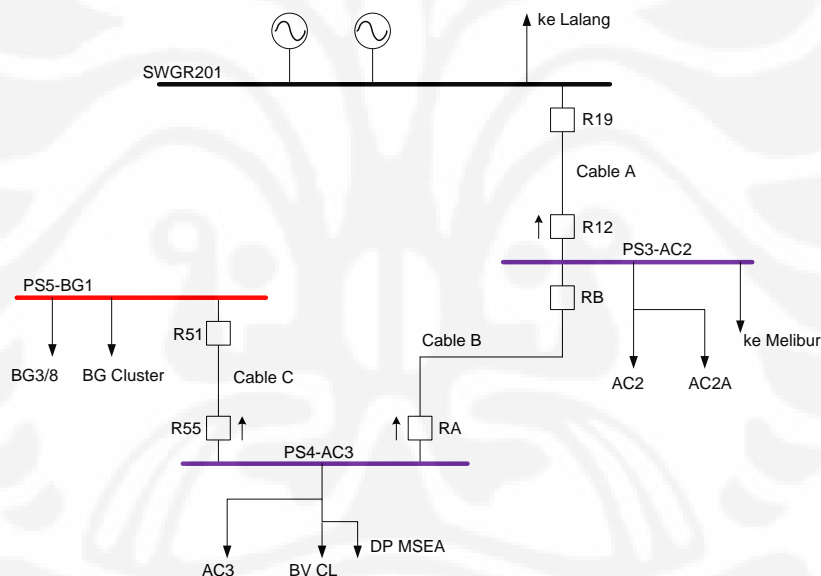 ke Lalang
SWGR201
R19
Cable A
R12
PS3-AC2
PS5-BG1
RB
R51
Cable B
ke Melibur
BG3/8
BG Cluster
Cable C
AC2
AC2A
R55
RA
PS4-AC3
DP MSEA
AC3
BV CL